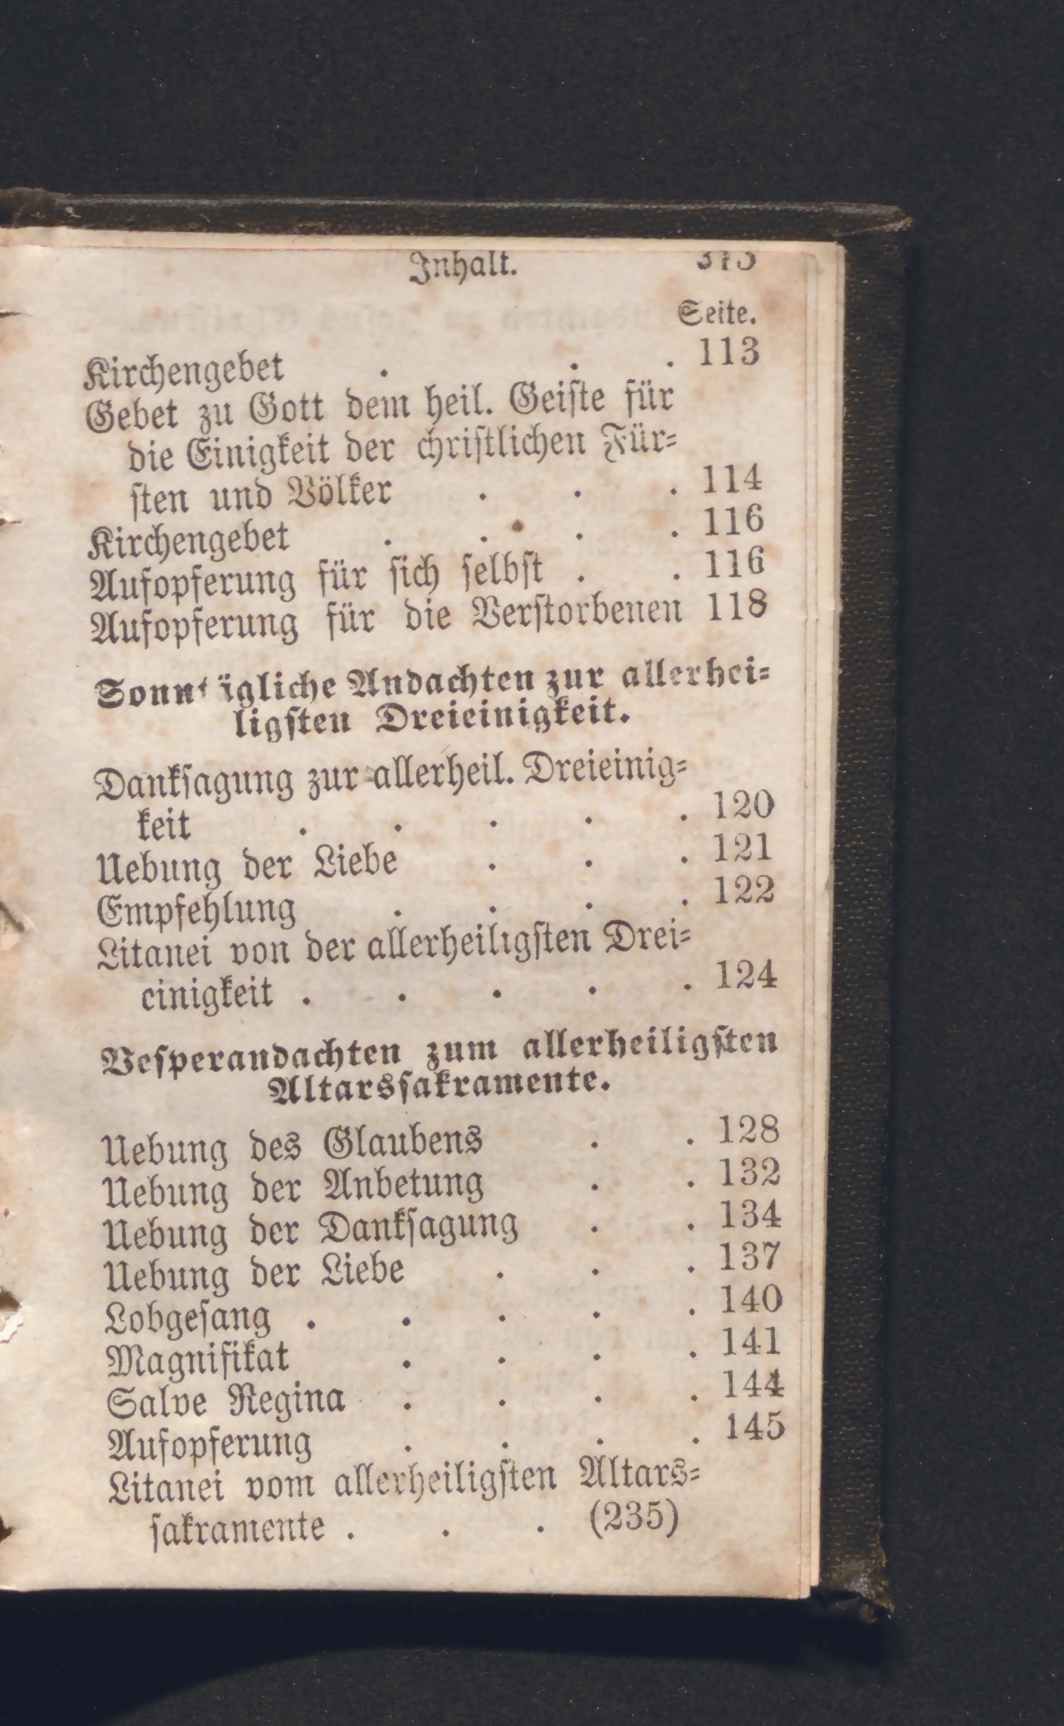 Inhalt.
Seite.
Kirchengebet . . . 113
Gebet zu Gott dem heil. Geiste für
die Einigkeit der christlichen Für-
sten und Völker . . . 114
Kirchengebet . . . . 116
Aufopferung für sich selbst . . 116
Aufopferung für die Verstorbenen 118
Sonntägliche Andachten zur allerhei-
ligsten Dreieinigkeit.
Danksagung zur allerheil. Dreieinig-
keit . . . . . 120
Uebung der Liebe . . . 121
Empfehlung . . . . 122
Litanei von der allerheiligsten Drei-
einigkeit . . . . . 124
Vesperandachten zum allerheiligsten
Altarssakramente.
Uebung des Glaubens . . 128
Uebung der Anbetung . . 132
Uebung der Danksagung . . 134
Uebung der Liebe . . . 137
Lobgesang . . . . . 140
Magnifikat . . . . 141
Salve Regina . . . . 144
Aufopferung . . . . 145
Litanei vom allerheiligsten Altars-
sakramente . . . (235)